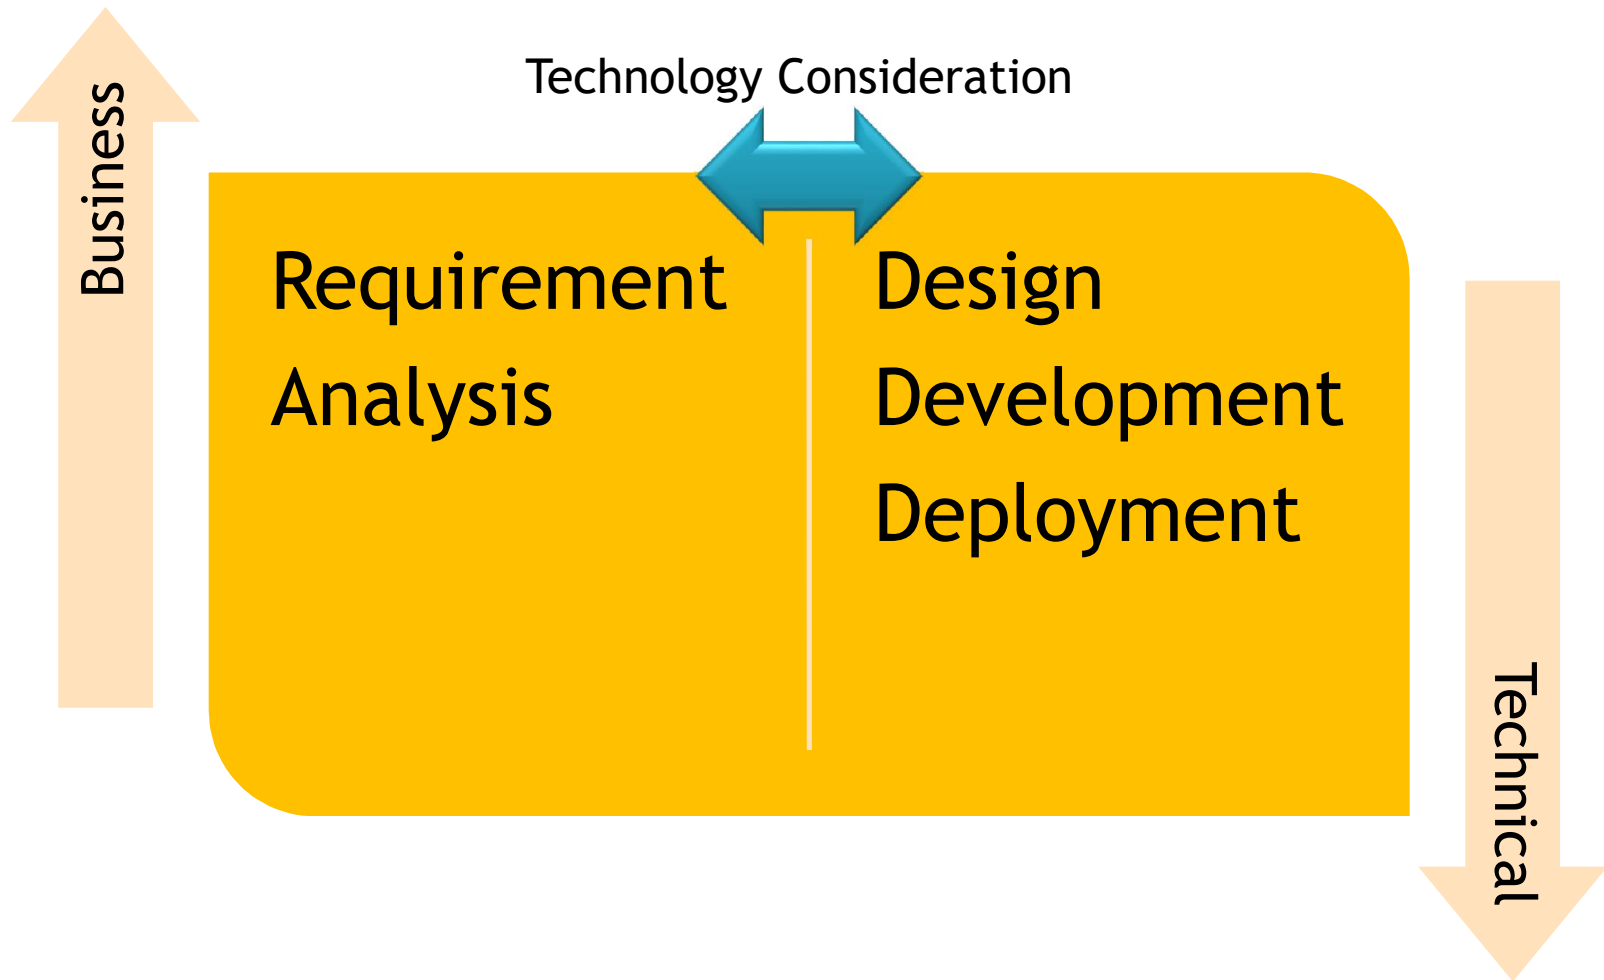 Technology Consideration
Business
Requirement
Analysis
Design
Development
Deployment
Technical